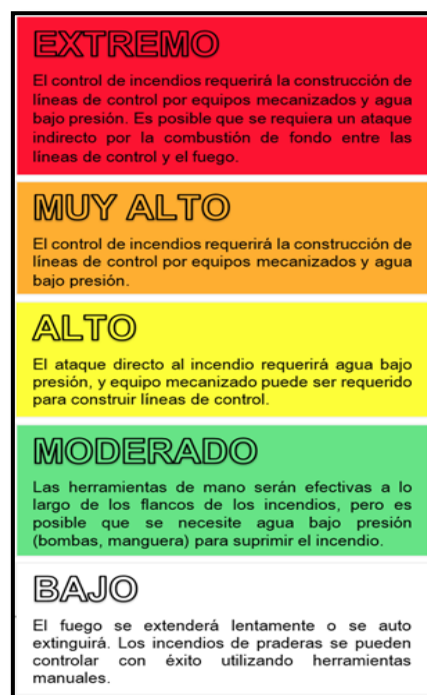 EXTREMO
El control de incendios requerirá la construcción de
líneas de control por equipos mecanizados y agua
bajo presión. Es posible que se requiera un ataque
indirecto por la combustión de fondo entre las
líneas de control y el fuego.
MUY ALTO
El control de incendios requerirá la construcción de
líneas de control por equipos mecanizados y agua
bajo presión.
ALTO
El ataque directo al incendio requerirá agua bajo
presión, y equipo mecanizado puede ser requerido
para construir líneas de control.
MODERADO
Las herramientas de mano serán efectivas a lo
largo de los flancos de los incendios, pero es
posible que se necesite agua bajo presión
(bombas, manguera) para suprimir el incendio.
BAJO
El fuego se extenderá lentamente o se auto
extinguirá. Los incendios de praderas se pueden
controlar con éxito utilizando herramientas
manuales.